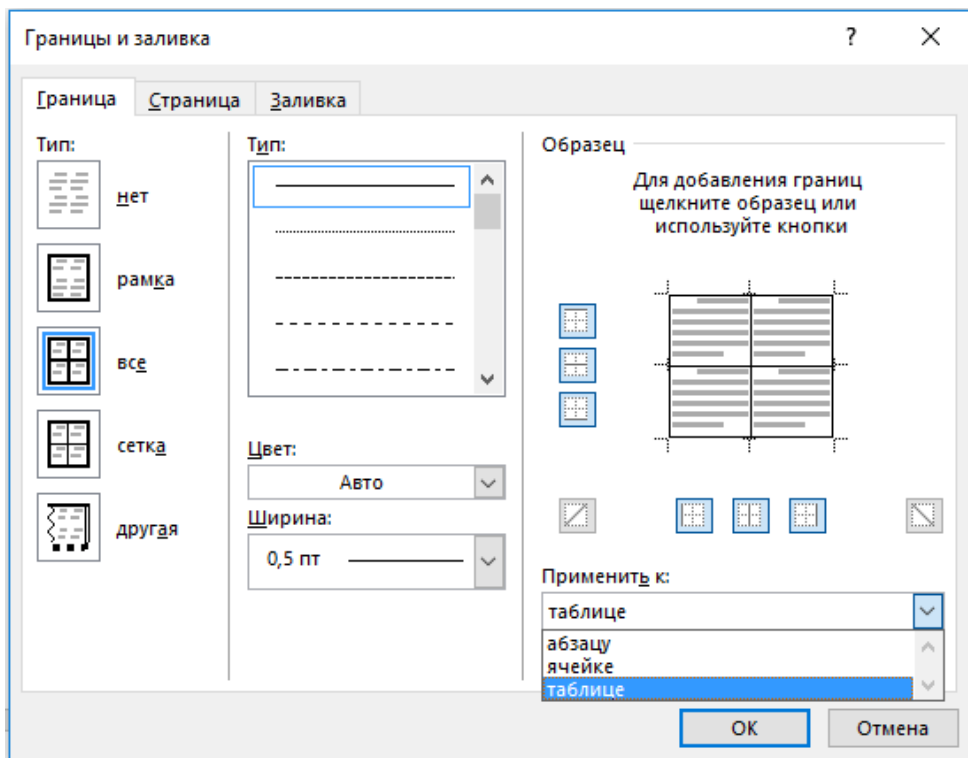 Границы и заливка
?
Граница
Страница
Заливка
Тип:
нет
рамка
все
сетка
другая
Тип:
Цвет:
Авто
Ширина:
0,5 пт
Образец
Для добавления границ
щелкните образец или
используйте кнопки
Применить к:
таблице
абзацу
ячейке
таблице
ОК
Отмена